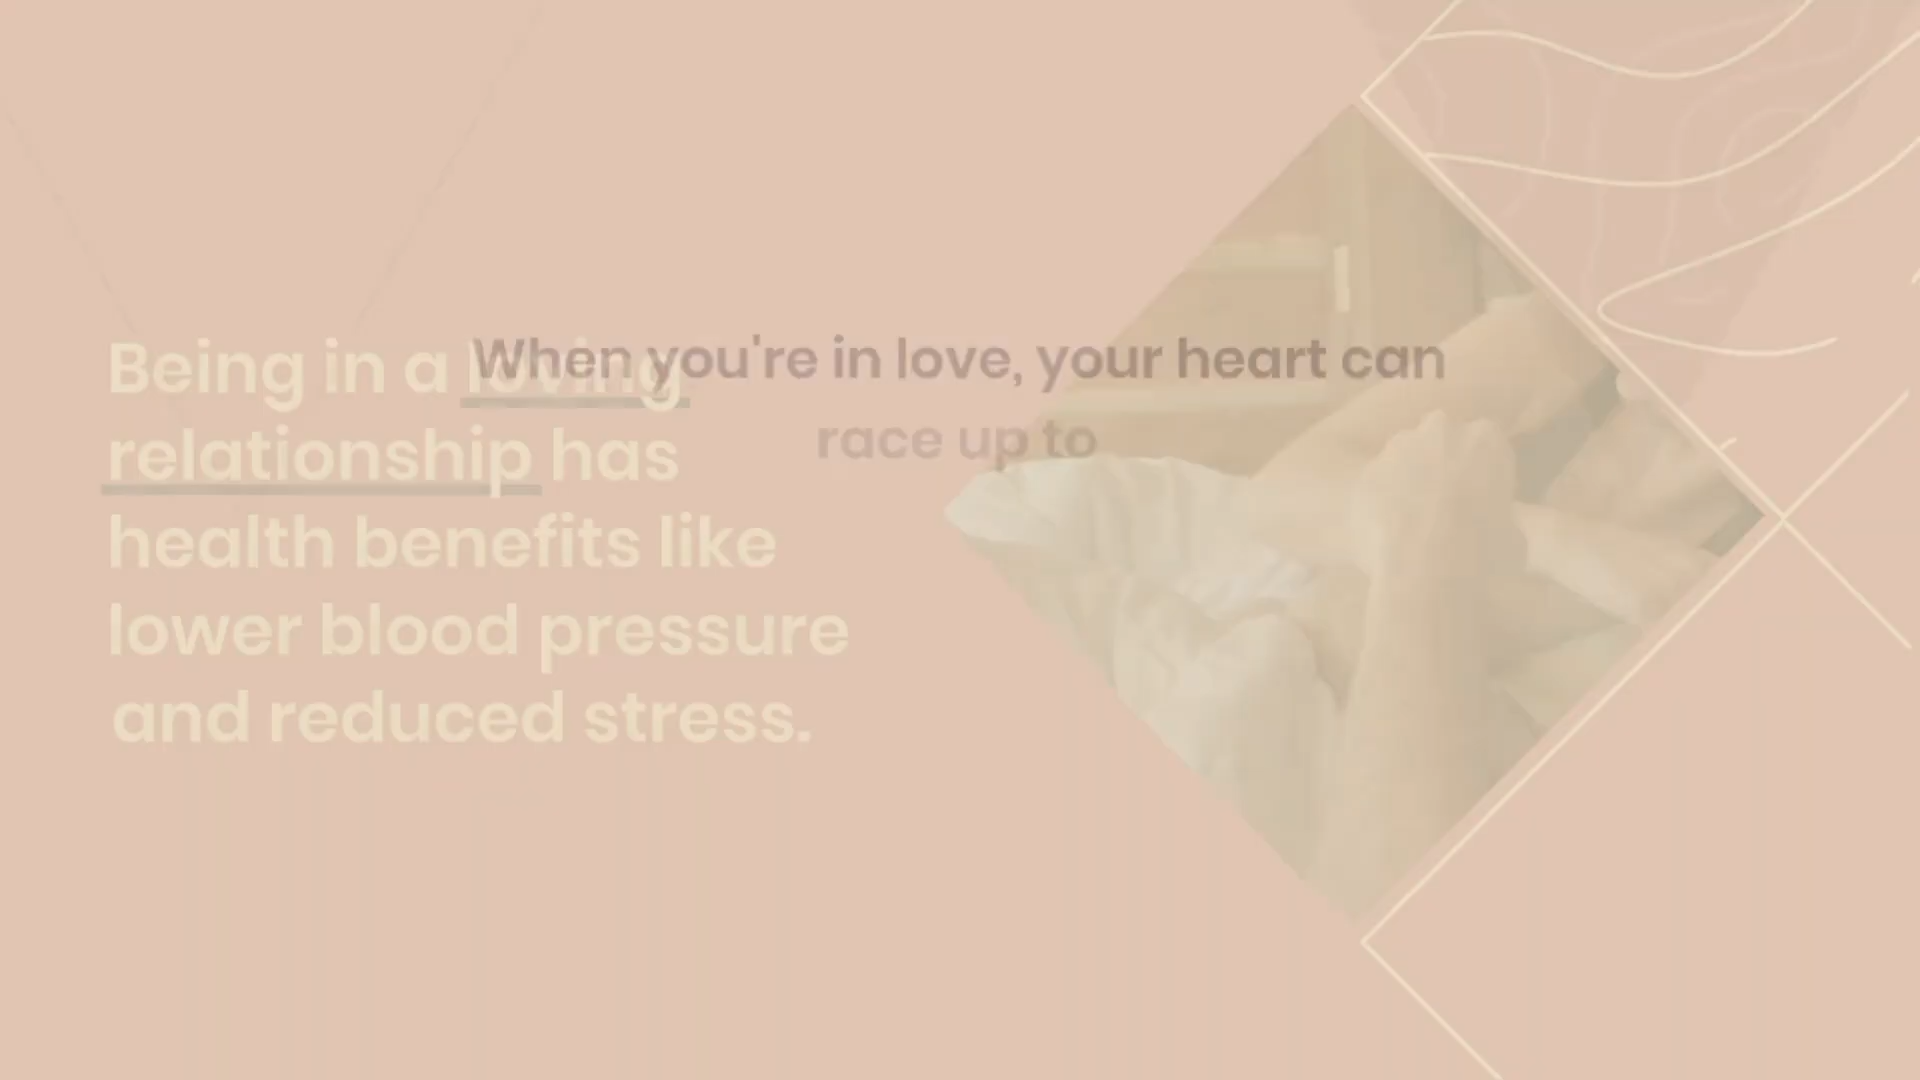 Being in a loving
relationship has
health benefits like
lower blood pressure
and reduced stress.
When you're in love, your heart can
race up to